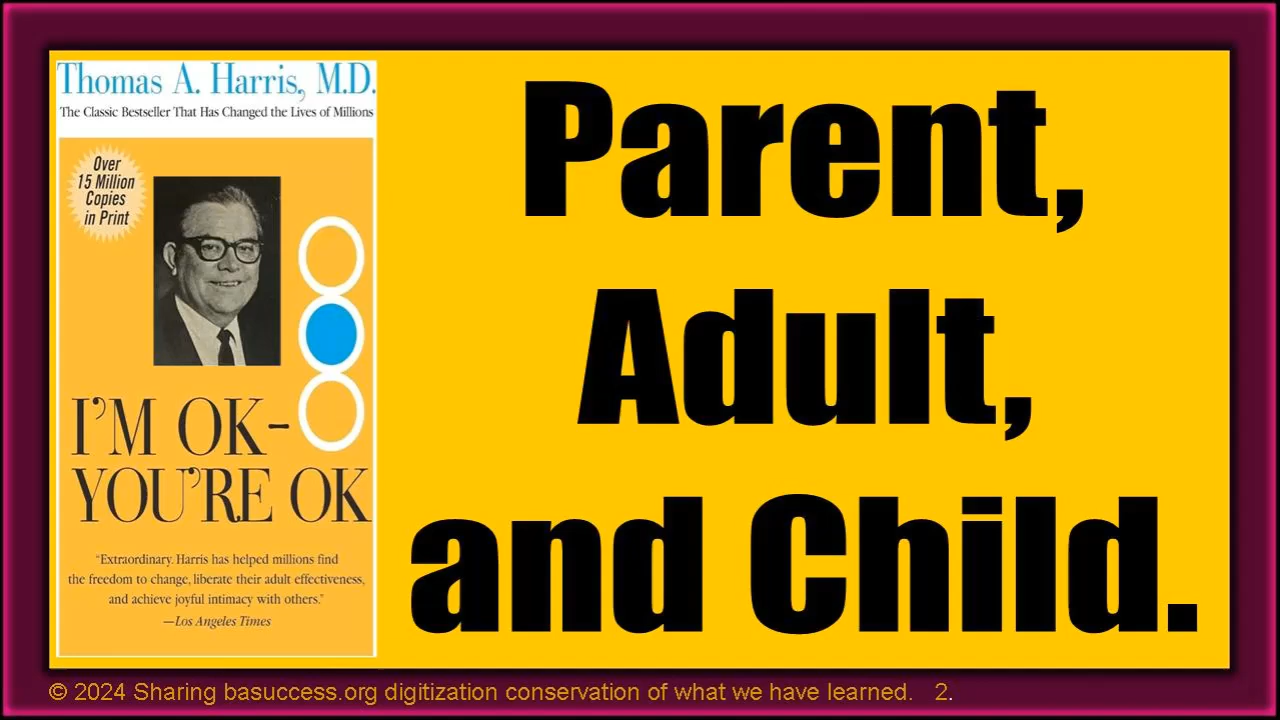 Thomas A. Harris, M.D.
The Classic Bestseller That Has Changed the Lives of Millions
Over
15 Million
Copies
in Print
I'M OK-
YOU'RE OK
“Extraordinary. Harris has helped millions find
the freedom to change, liberate their adult effectiveness,
and achieve joyful intimacy with others.”
—Los Angeles Times
Parent,
Adult,
and Child.
© 2024 Sharing basuccess.org digitization conservation of what we have learned. 2.